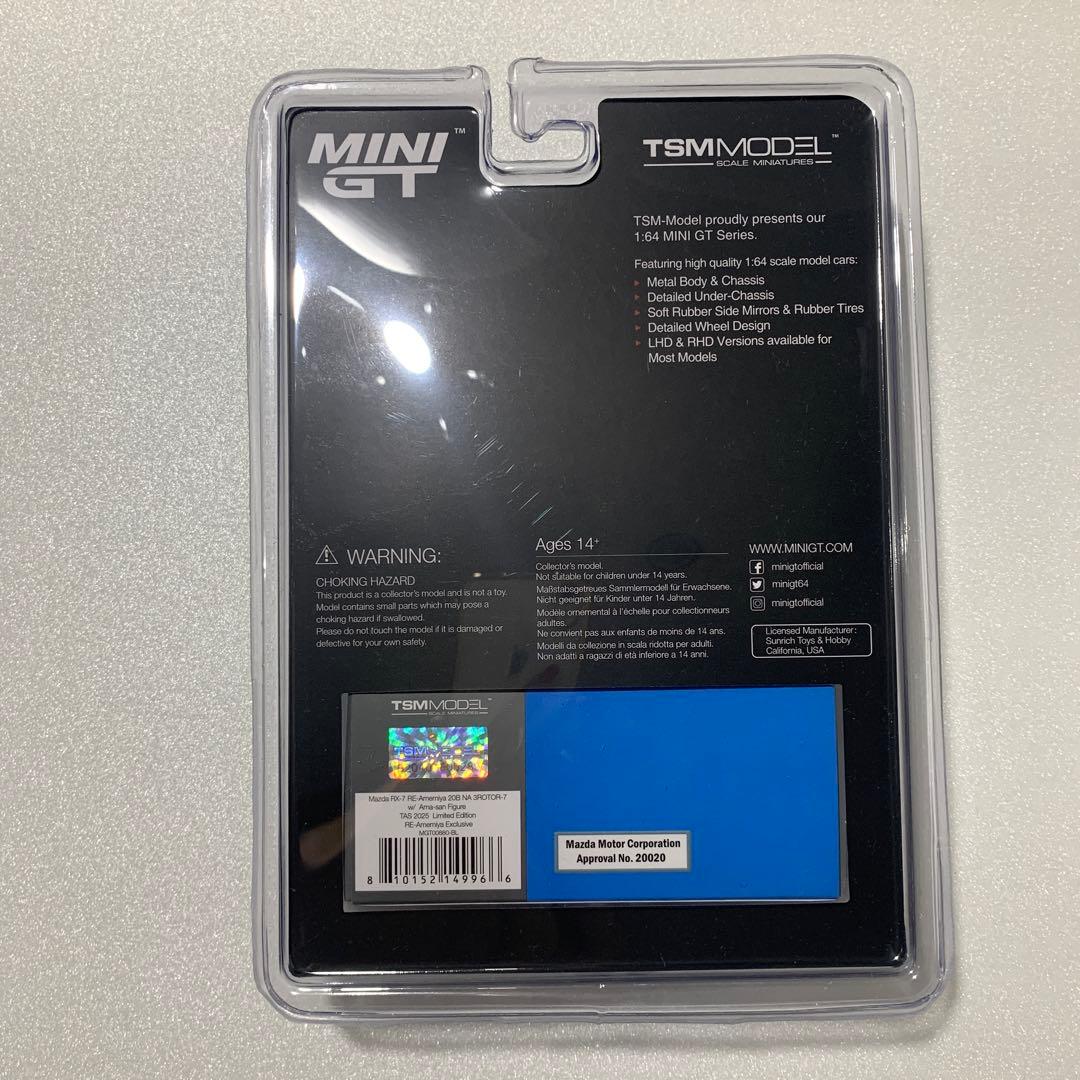 MINI GT™
TSMMODEL™
SCALE MINIATURES
TSM-Model proudly presents our
1:64 MINI GT Series.
Featuring high quality 1:64 scale model cars:
Metal Body & Chassis
Detailed Under-Chassis
Soft Rubber Side Mirrors & Rubber Tires
Detailed Wheel Design
LHD & RHD Versions available for
Most Models
WARNING:
CHOKING HAZARD
This product is a collector's model and is not a toy.
Model contains small parts which may pose a
choking hazard if swallowed.
Please do not touch the model if it is damaged or
defective for your own safety.
Ages 14+
Collector's model.
Not suitable for children under 14 years.
Maßstabsgetreues Sammlermodell für Erwachsene.
Nicht geeignet für Kinder unter 14 Jahren.
Modèle ornemental à l'échelle pour collectionneurs
adultes.
Ne convient pas aux enfants de moins de 14 ans.
Modelli da collezione in scala ridotta per adulti.
Non adatti a ragazzi di età inferiore a 14 anni.
WWW.MINIGT.COM
minigtofficial
minigt64
minigtofficial
Licensed Manufacturer:
Sunrich Toys & Hobby
California, USA
TSMMODEL™
SCALE MINIATURES
Mazda RX-7 RE-Amemiya 20B NA 3ROTOR-7
w/ Ama-san Figure
TAS 2025 Limited Edition
RE-Amemiya Exclusive
MGT00880-BL
8 10152 14996 6
Mazda Motor Corporation
Approval No. 20020